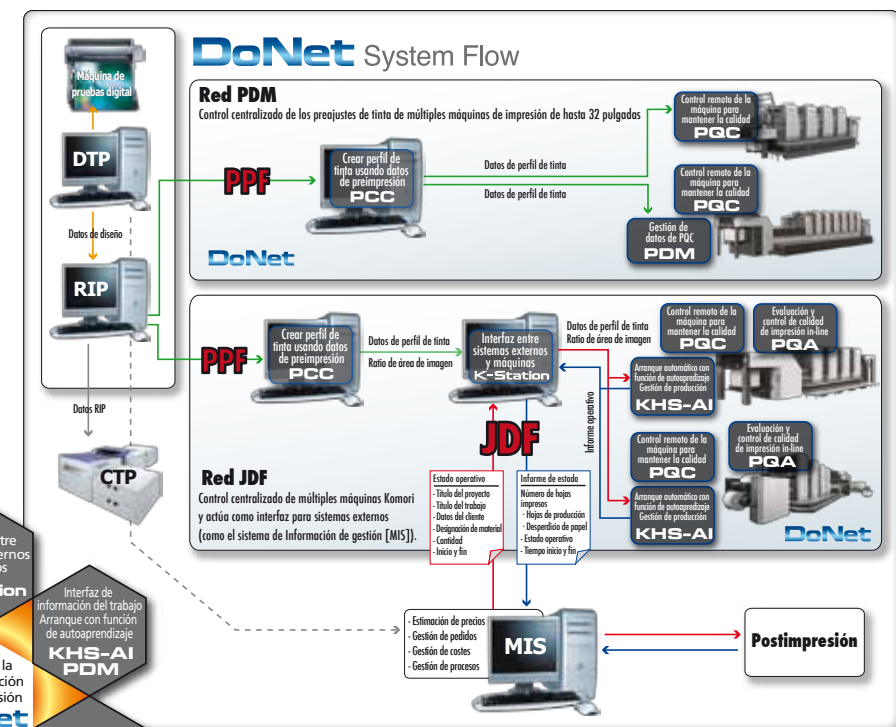 DoNet System Flow
Máquina de
pruebas digital
DTP
Datos de diseño
RIP
Datos RIP
CTP
Red PDM
Control centralizado de los preajustes de tinta de múltiples máquinas de impresión de hasta 32 pulgadas
PPF
Crear perfil de
tinta usando datos
de preimpresión
PCC
Datos de perfil de tinta
Datos de perfil de tinta
Control remoto de la
máquina para
mantener la calidad
PQC
Control remoto de la
máquina para
mantener la calidad
PQC
Gestión de
datos de PQC
PDM
DoNet
PPF
Crear perfil de
tinta usando datos
de preimpresión
PCC
Datos de perfil de tinta
Ratio de área de imagen
Interfaz entre
sistemas externos
y máquinas
K-Station
Datos de perfil de tinta
Ratio de área de imagen
Control remoto de la
máquina para
mantener la calidad
PQC
Evaluación y
control de calidad
de impresión in-line
PQA
Arranque automático con
función de autoapredizaje
Gestión de producción
KHS-AI
Informe operativo
Control remoto de la
máquina para
mantener la calidad
PQC
Evaluación y
control de calidad
de impresión in-line
PQA
Arranque automático con
función de autoapredizaje
Gestión de producción
KHS-AI
DoNet
JDF
Red JDF
Control centralizado de múltiples máquinas Komori
y actúa como interfaz para sistemas externos
(como el sistema de Información de gestión [MIS]).
Estado operativo
- Título del proyecto
- Título del trabajo
- Datos del cliente
- Designación de material
- Cantidad
- Inicio y fin
Informe de estado
Número de hojas
impresos
· Hojas de producción
· Desperdicio de papel
- Estado operativo
- Tiempo inicio y fin
- Estimación de precios
- Gestión de pedidos
- Gestión de costes
- Gestión de procesos
MIS
Postimpresión
tre
ernos
os
ion
Interfaz de
información del trabajo
Arranque con función
de autoaprendizaje
KHS-AI
PDM
la
ción
sión
et